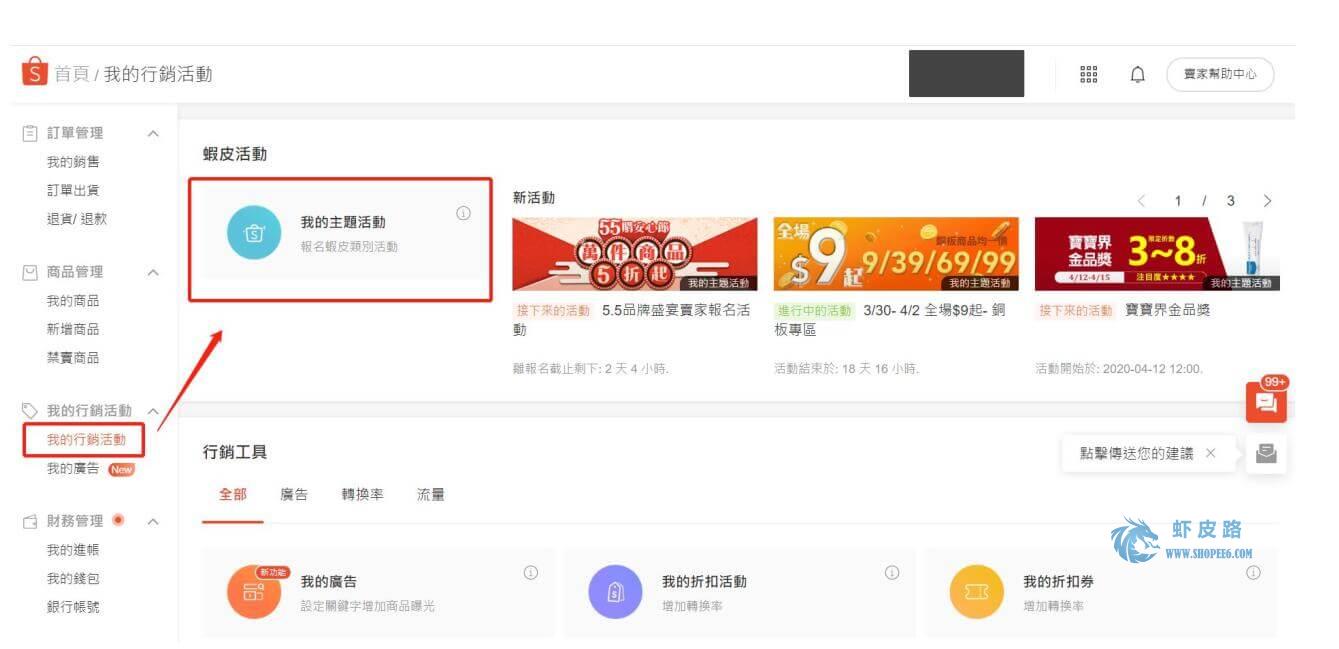 首頁 / 我的行銷活動
賣家幫助中心
訂單管理
我的銷售
訂單出貨
退貨/ 退款
商品管理
我的商品
新增商品
禁賣商品
我的行銷活動
我的行銷活動
我的廣告 New
財務管理
我的進帳
我的錢包
銀行帳號
蝦皮活動
我的主題活動
報名蝦皮類別活動
新活動
1 / 3
55購安心節
萬件商品
5折起
我的主題活動
接下來的活動 5.5品牌盛宴賣家報名活
動
離報名截止剩下: 2 天 4 小時.
全場
$9起
銅板商品均一價
9/39/69/99
我的主題活動
進行中的活動 3/30- 4/2 全場$9起- 銅
板專區
活動結束於: 18 天 16 小時.
寶寶界
金品獎
限定折數
3~8折
4/12-4/15
注目度★★★★
我的主題活動
接下來的活動 寶寶界金品獎
活動開始於: 2020-04-12 12:00.
99+
點擊傳送您的建議 ×
行銷工具
全部 廣告 轉換率 流量
新功能
我的廣告
設定關鍵字增加商品曝光
我的折扣活動
增加轉換率
我的折扣券
增加轉換率
虾皮路
WWW.SHOPEE6.COM